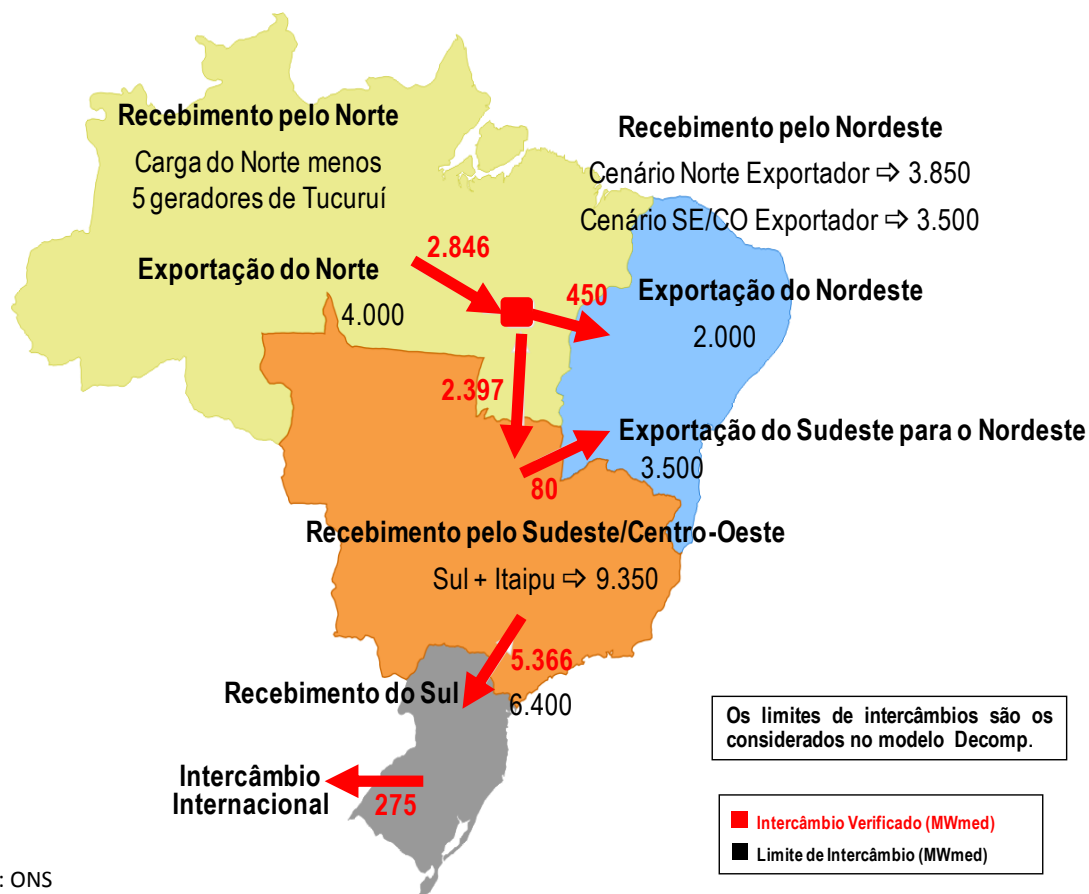 Recebimento pelo Norte
Carga do Norte menos
5 geradores de Tucuruí
Recebimento pelo Nordeste
Cenário Norte Exportador ⇨ 3.850
Cenário SE/CO Exportador ⇨ 3.500
2.846
Exportação do Norte
4.000
450
Exportação do Nordeste
2.000
2.397
Exportação do Sudeste para o Nordeste
3.500
80
Recebimento pelo Sudeste/Centro-Oeste
Sul + Itaipu ⇨ 9.350
5.366
Recebimento do Sul
6.400
Os limites de intercâmbios são os
considerados no modelo Decomp.
Intercâmbio
Internacional
275
Intercâmbio Verificado (MWmed)
Limite de Intercâmbio (MWmed)
: ONS